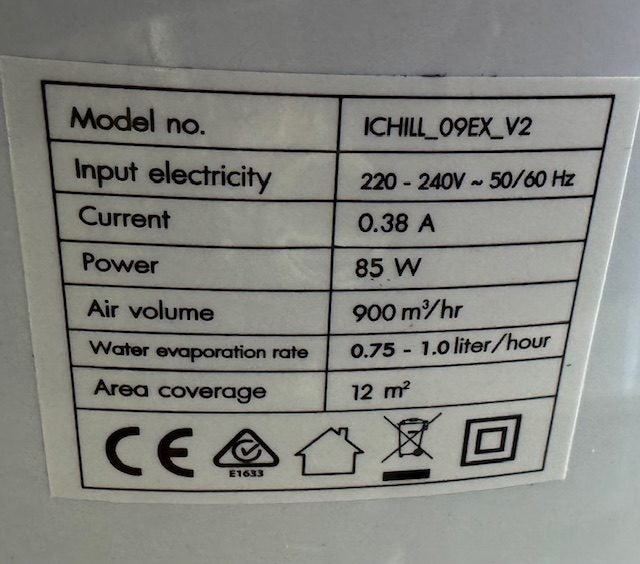 Model no. ICHILL_09EX_V2
Input electricity 220 - 240V ~ 50/60 Hz
Current 0.38 A
Power 85 W
Air volume 900 m³/hr
Water evaporation rate 0.75 - 1.0 liter/hour
Area coverage 12 m²
CE
E1633